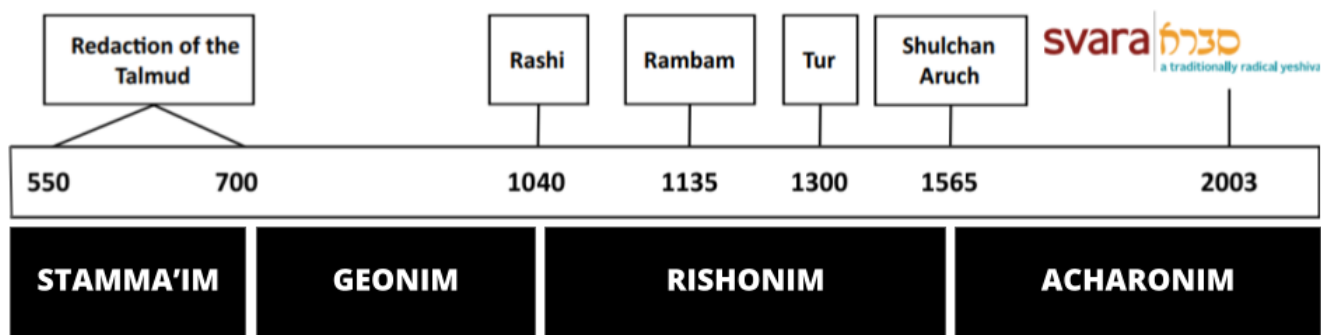 Redaction of the
Talmud
Rashi
Rambam
Tur
Shulchan
Aruch
svara סברא
a traditionally radical yeshiva
550 700 1040 1135 1300 1565 2003
STAMMA’IM GEONIM RISHONIM ACHARONIM